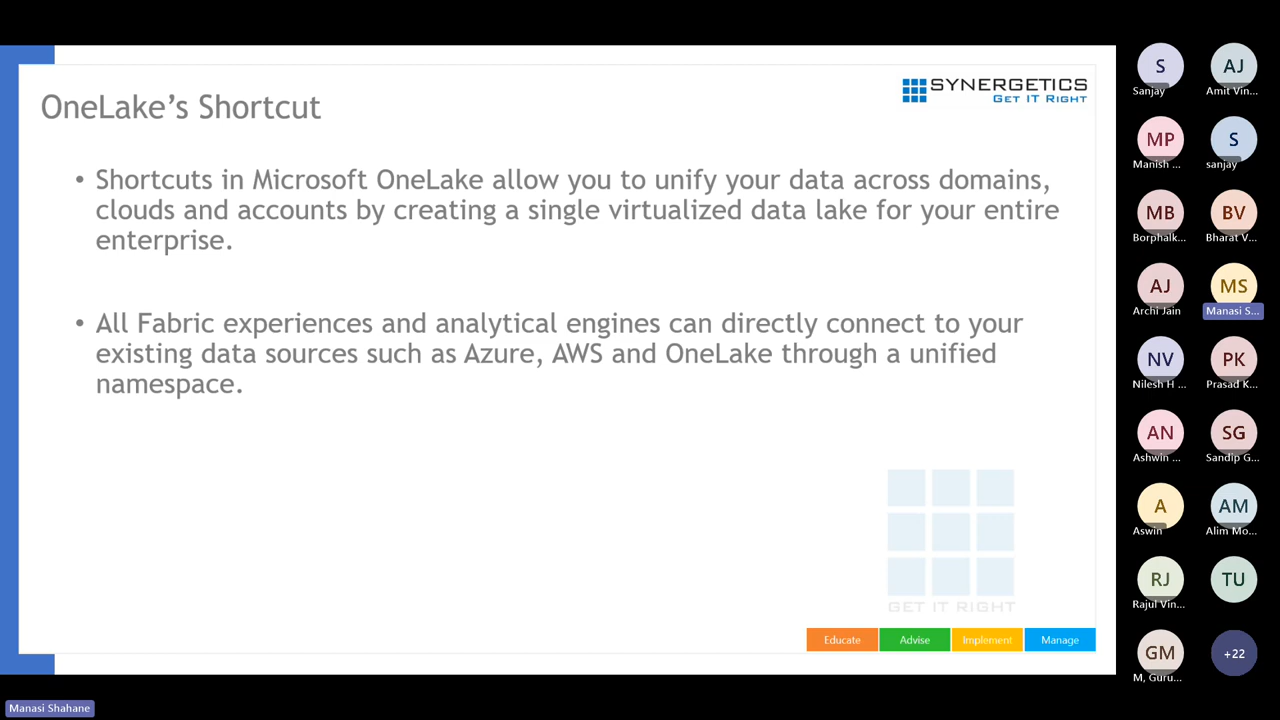 OneLake's Shortcut
SYNERGETICS
GET IT RIGHT
• Shortcuts in Microsoft OneLake allow you to unify your data across domains,
clouds and accounts by creating a single virtualized data lake for your entire
enterprise.
• All Fabric experiences and analytical engines can directly connect to your
existing data sources such as Azure, AWS and OneLake through a unified
namespace.
GET IT RIGHT
Educate Advise Implement Manage
S AJ
Sanjay Amit Vin...
MP S
Manish ... sanjay
MB BV
Borphalk... Bharat V...
AJ MS
Archi Jain Manasi S...
NV PK
Nilesh H ... Prasad K...
AN SG
Ashwin ... Sandip G...
A AM
Aswin Alim Mo...
RJ TU
Rajul Vin...
GM +22
M, Guru...
Manasi Shahane